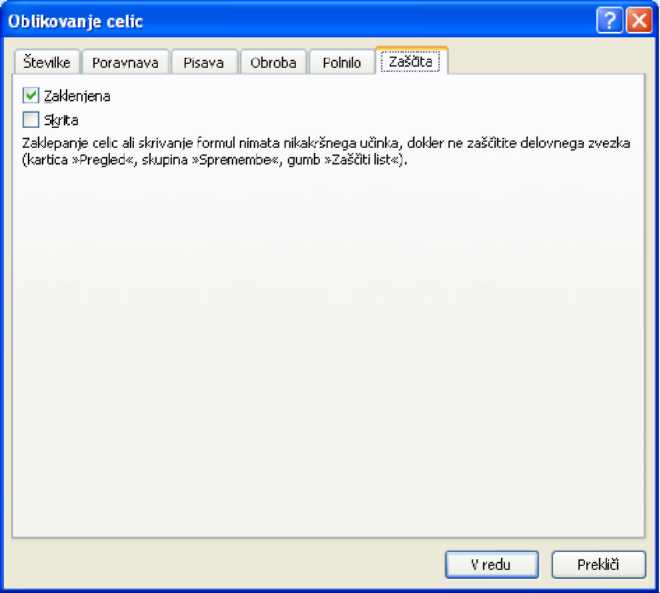 Oblikovanje celic
Številke Poravnava Pisava Obroba Polnilo Zaščita
Zaklenjena
Skrita
Zaklepanje celic ali skrivanje formul nimata nikakršnega učinka, dokler ne zaščitite delovnega zvezka
(kartica »Pregled«, skupina »Spremembe«, gumb »Zaščiti list«).
V redu Prekliči